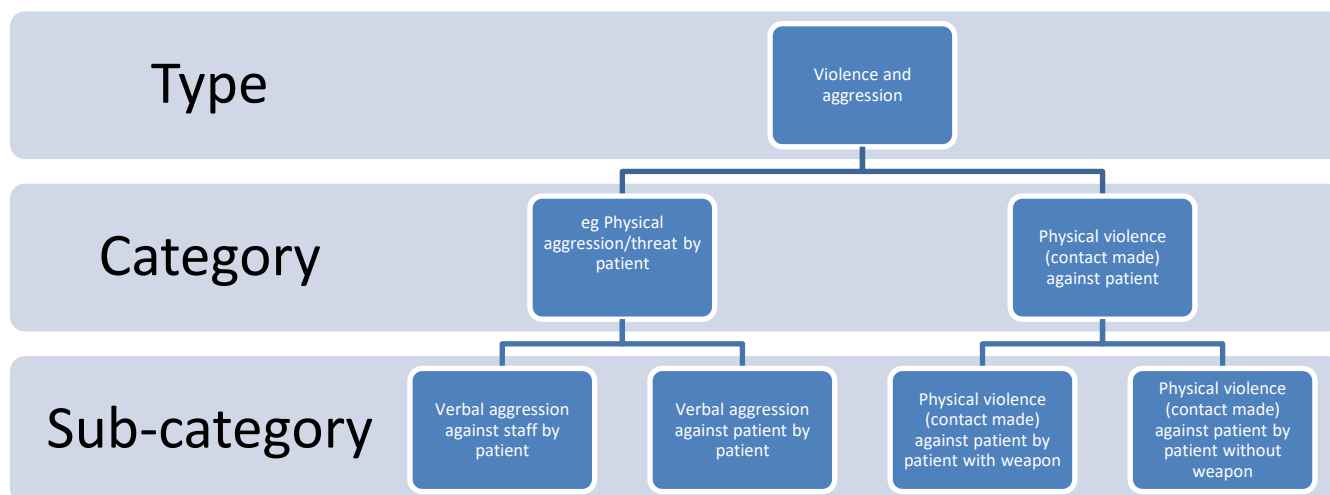 Type
Violence and
aggression
Category
eg Physical
aggression/threat by
patient
Physical violence
(contact made)
against patient
Sub-category
Verbal aggression
against staff by
patient
Verbal aggression
against patient by
patient
Physical violence
(contact made)
against patient by
patient with weapon
Physical violence
(contact made)
against patient by
patient without
weapon